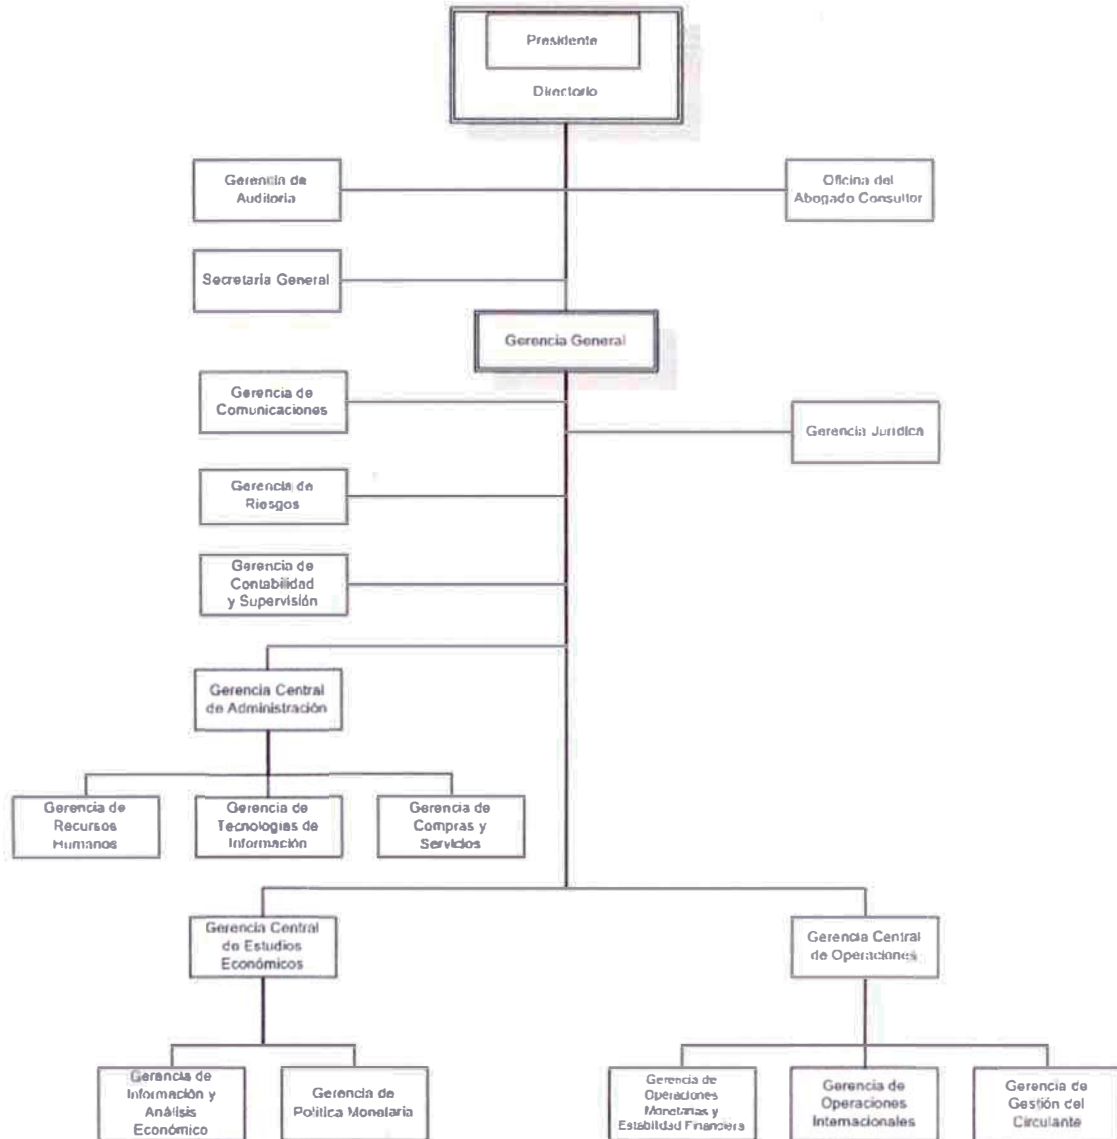 Presidente
Directorio
Gerencia de
Auditoría
Oficina del
Abogado Consultor
Secretaría General
Gerencia General
Gerencia de
Comunicaciones
Gerencia Jurídica
Gerencia de
Riesgos
Gerencia de
Contabilidad
y Supervisión
Gerencia Central
de Administración
Gerencia de
Recursos
Humanos
Gerencia de
Tecnologías de
Información
Gerencia de
Compras y
Servicios
Gerencia Central
de Estudios
Económicos
Gerencia Central
de Operaciones
Gerencia de
Información y
Análisis
Económico
Gerencia de
Política Monetaria
Gerencia de
Operaciones
Monetarias y
Estabilidad Financiera
Gerencia de
Operaciones
Internacionales
Gerencia de
Gestión del
Circulante